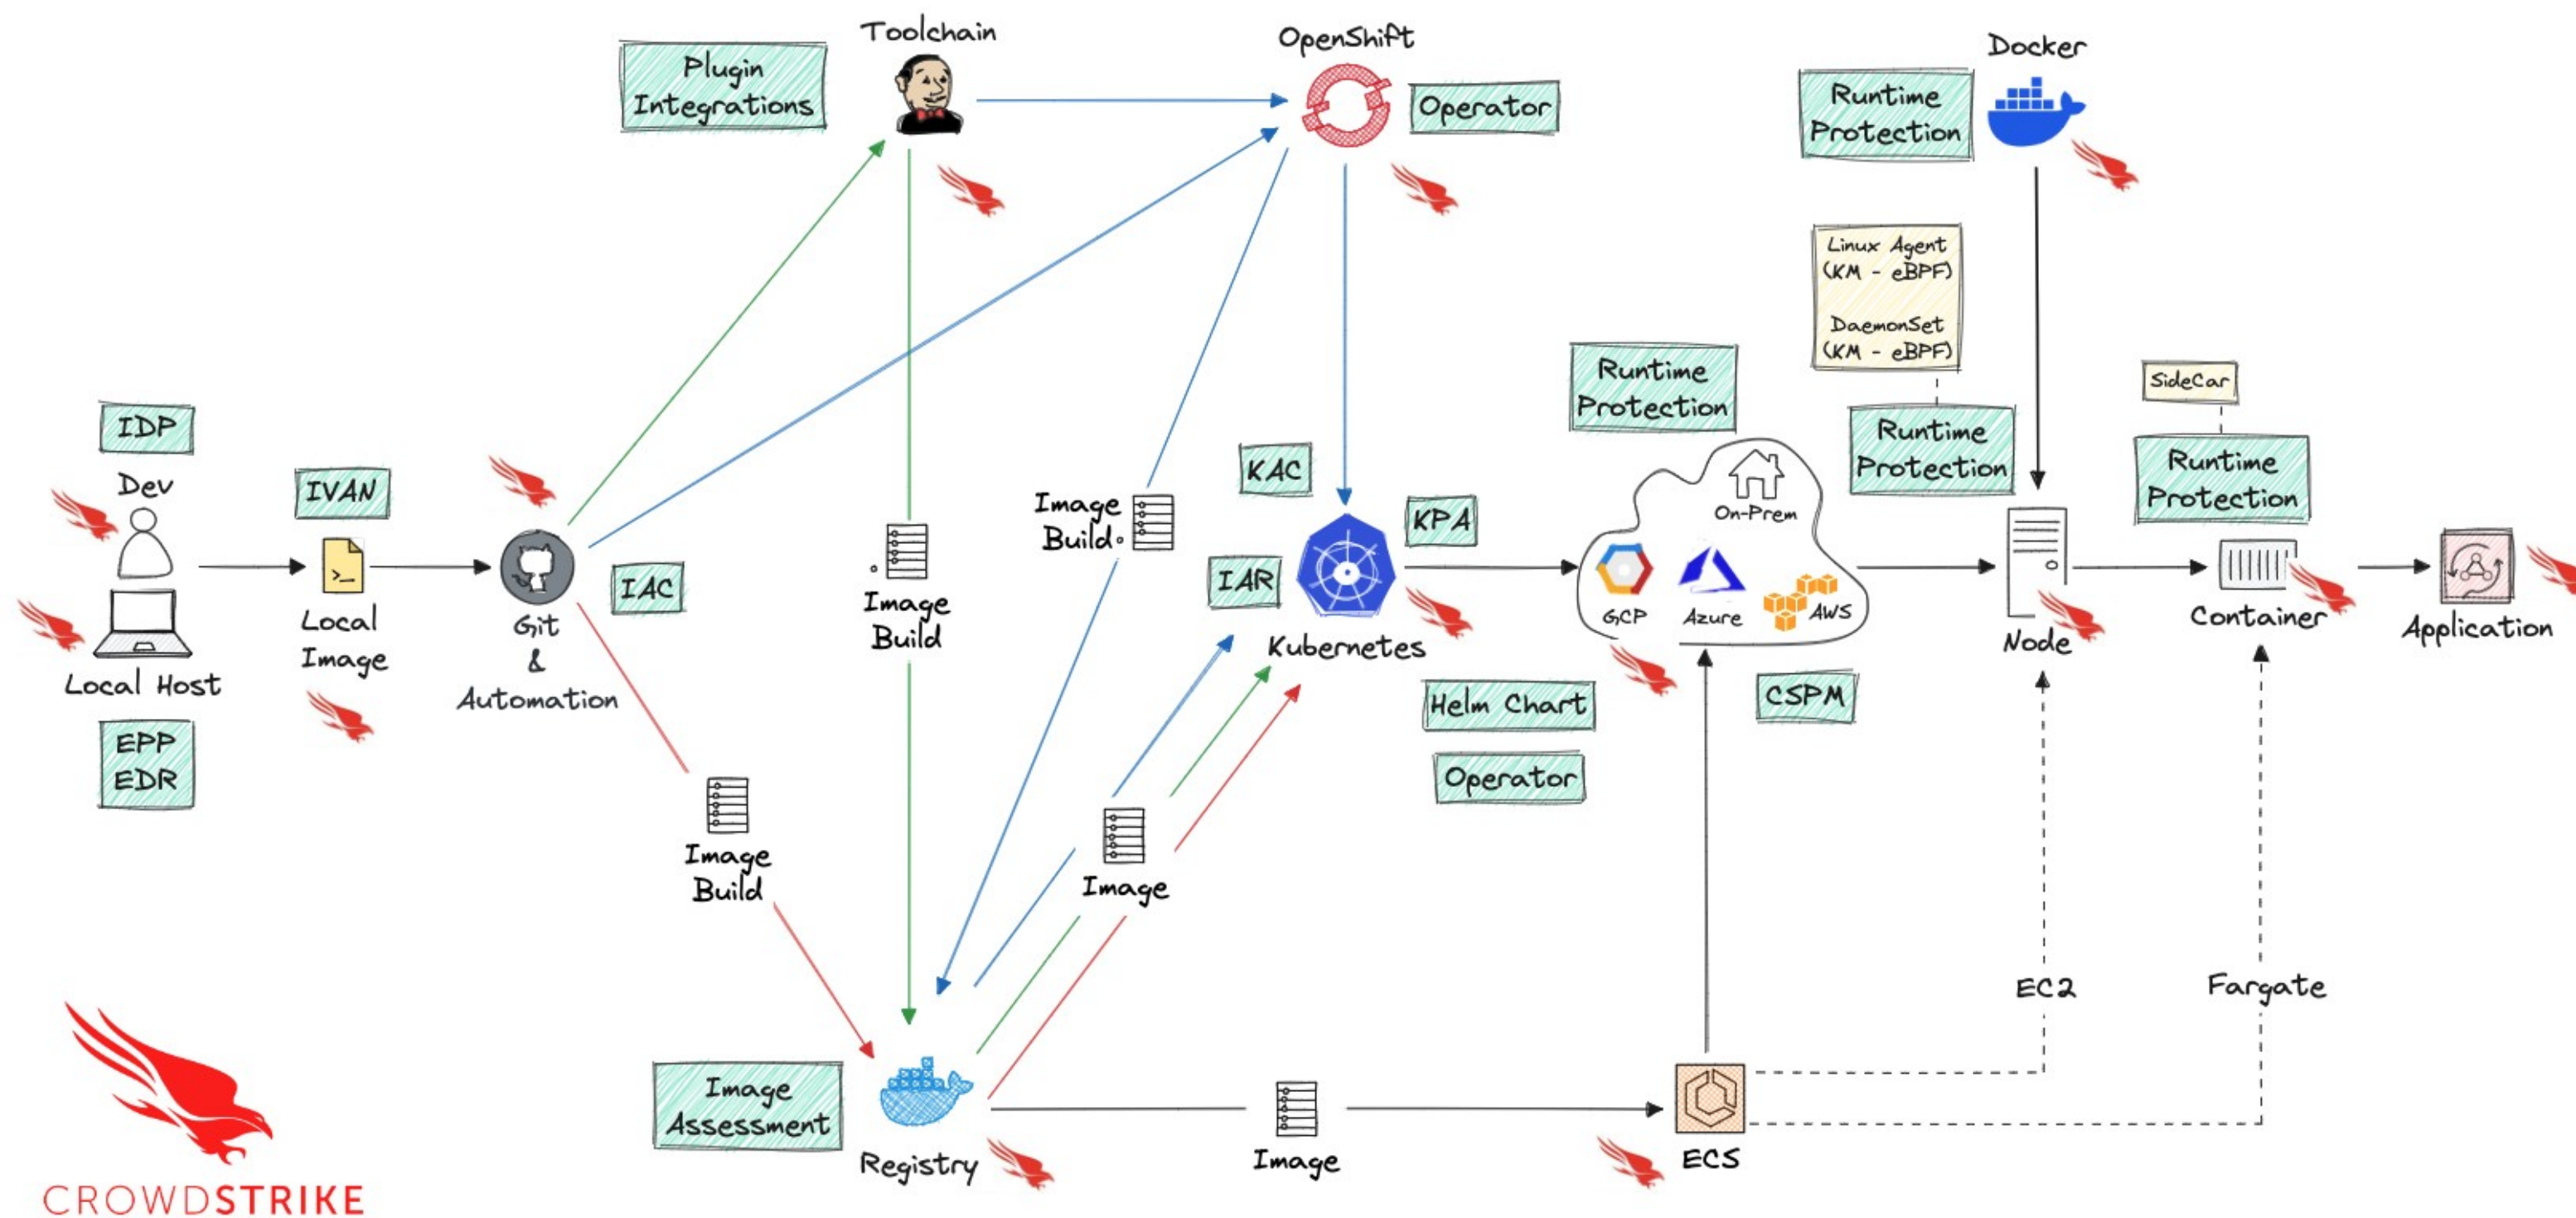 Toolchain
Plugin
Integrations
OpenShift
Operator
Docker
Runtime
Protection
Linux Agent
(KM - eBPF)
DaemonSet
(KM - eBPF)
Runtime
Protection
SideCar
Runtime
Protection
Runtime
Protection
IDP
Dev
Local Host
EPP
EDR
IVAN
Local
Image
Git
&
Automation
IAC
Image
Build
Image
Build
Image
Build
KAC
IAR
KPA
Kubernetes
Helm Chart
Operator
On-Prem
GCP
Azure
AWS
CSPM
Node
Container
Application
Image
EC2
Fargate
Image
Assessment
Registry
Image
ECS
CROWDSTRIKE